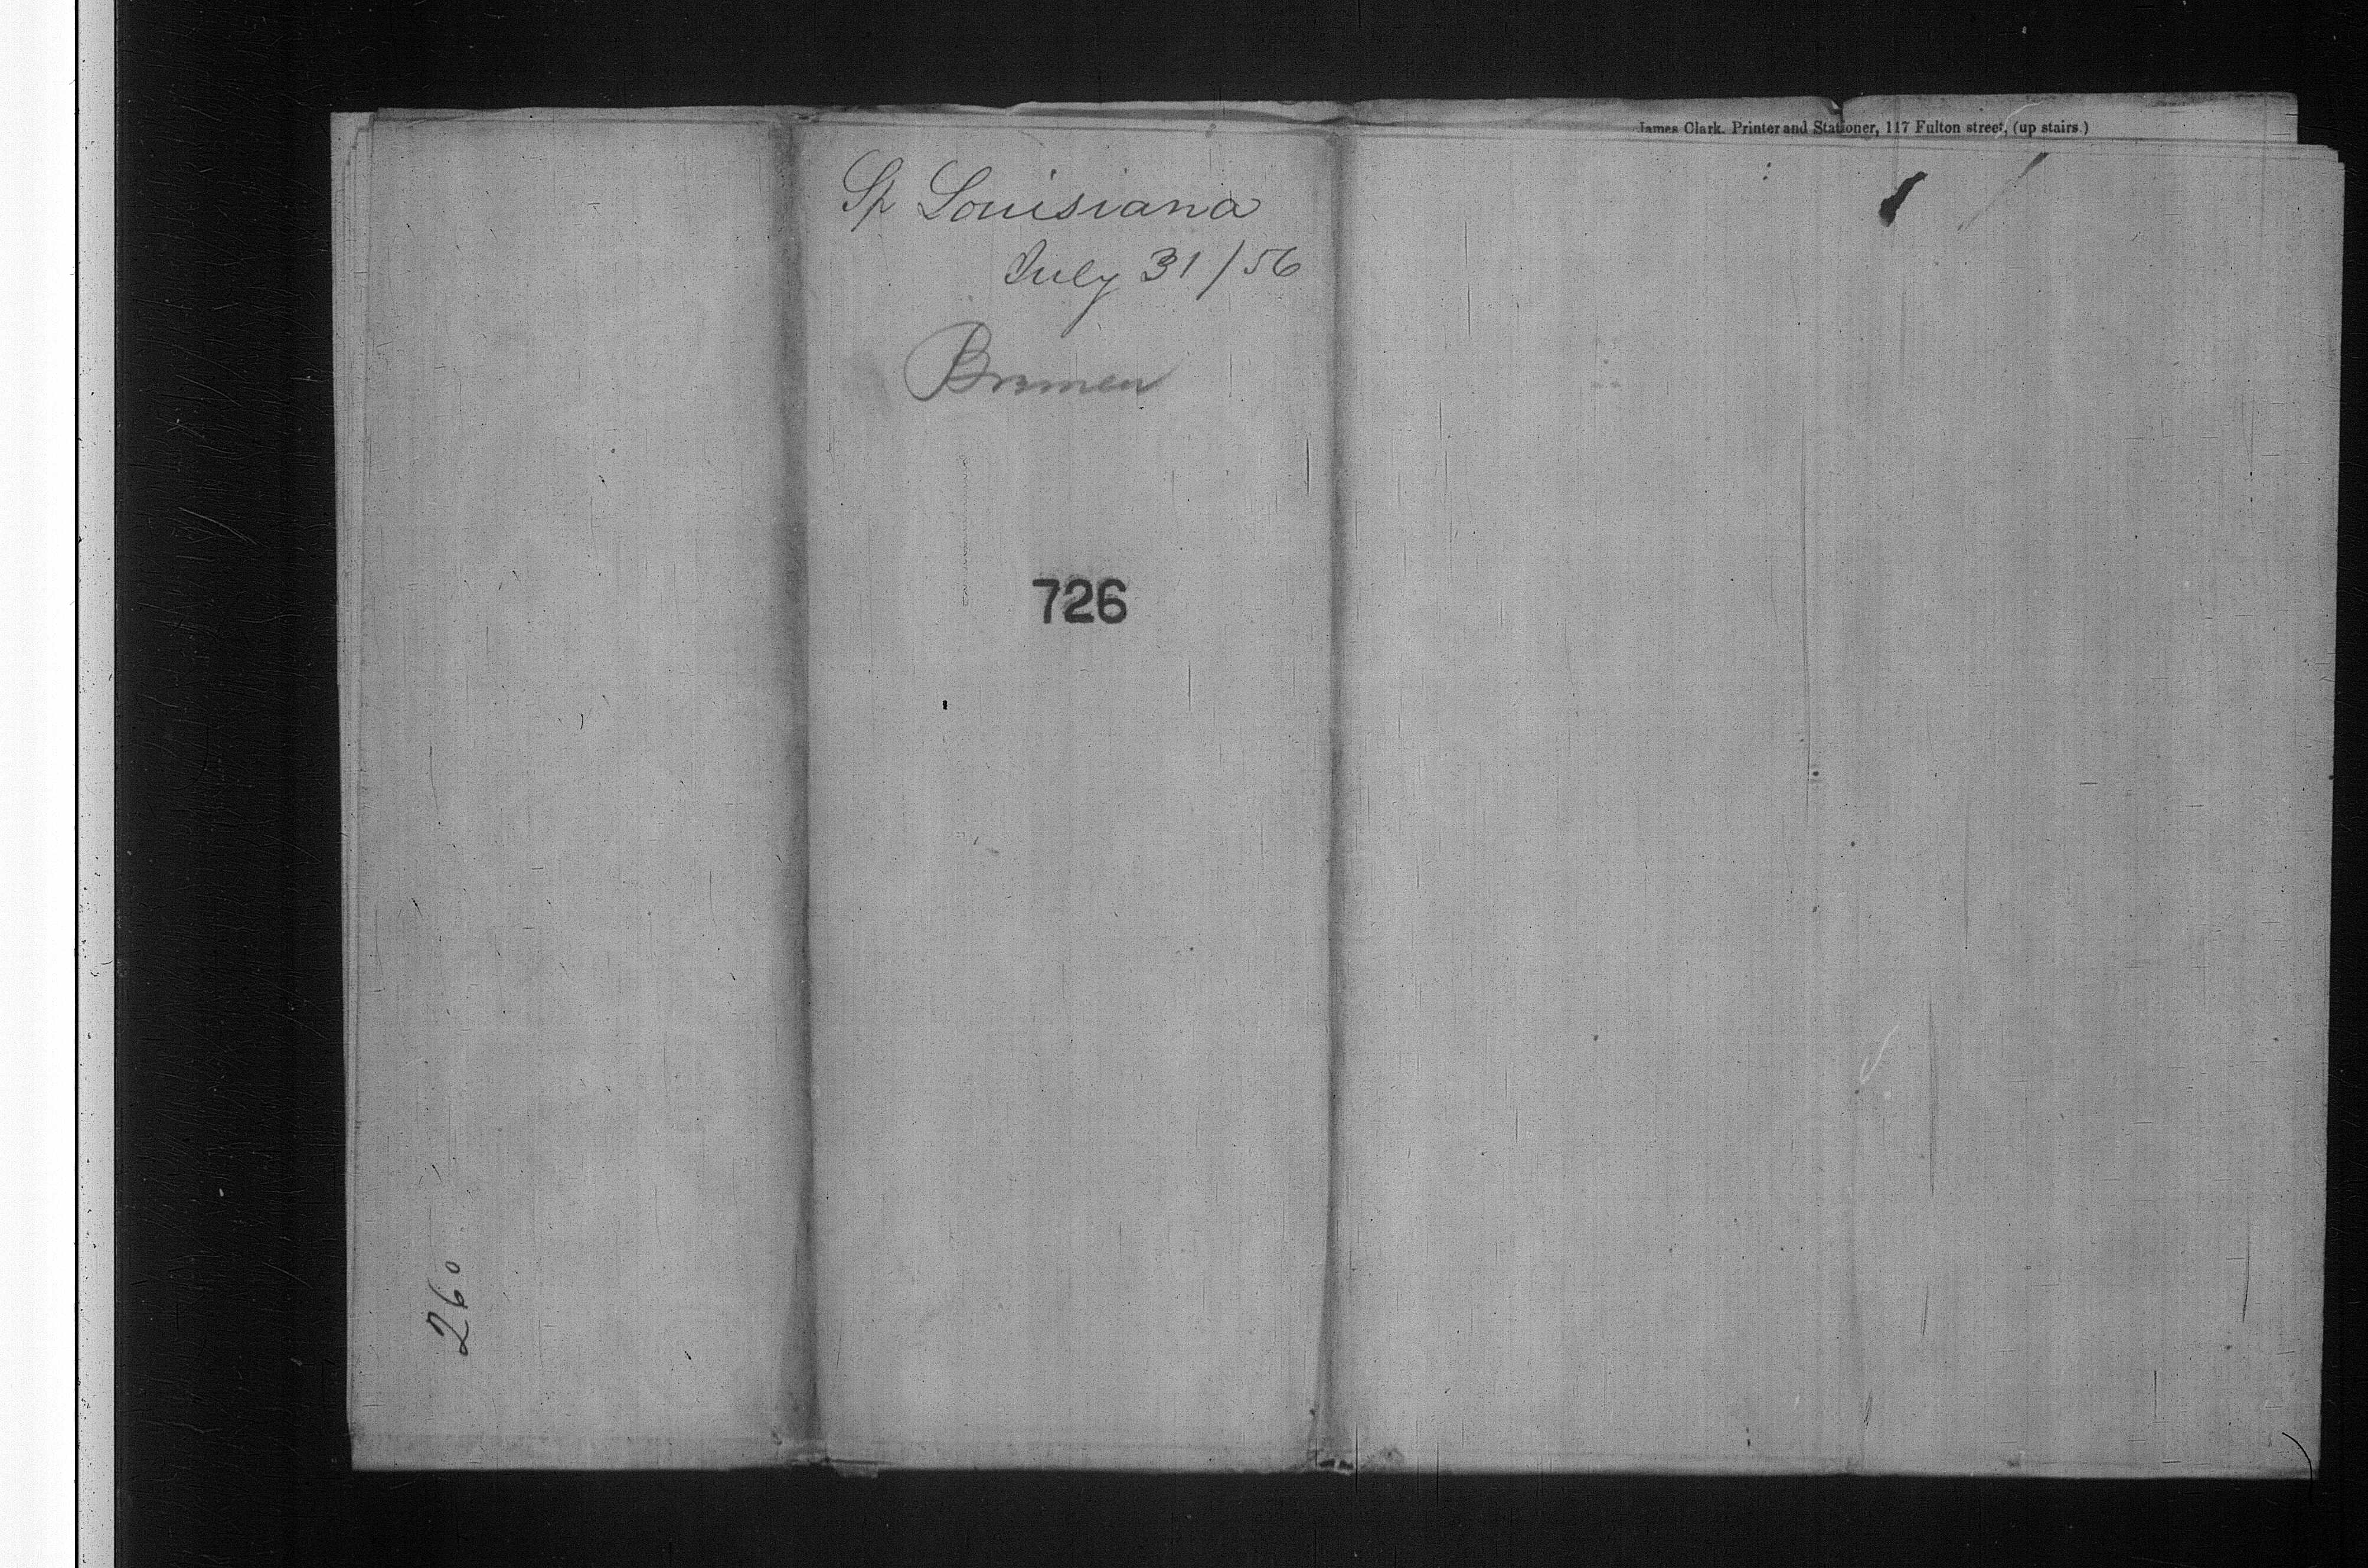 James Clark. Printer and Stationer, 117 Fulton street, (up stairs.)
Sp Louisiana
July 31/56
Bremen
726
260